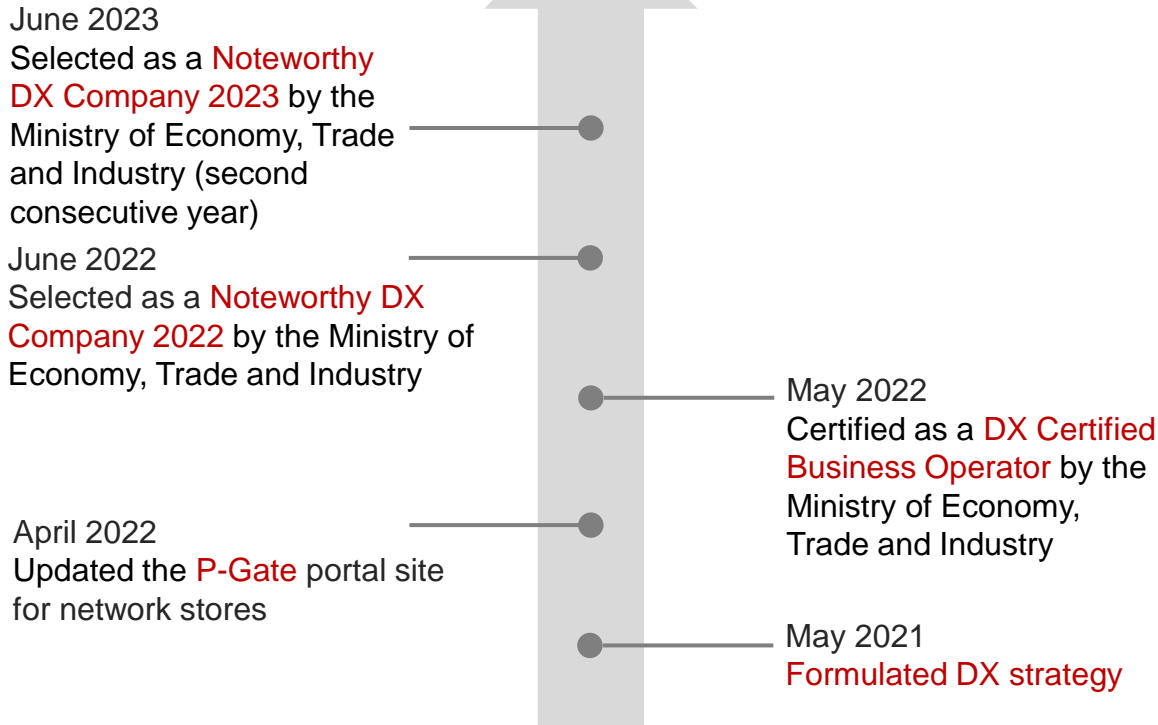 June 2023
Selected as a Noteworthy
DX Company 2023 by the
Ministry of Economy, Trade
and Industry (second
consecutive year)
June 2022
Selected as a Noteworthy DX
Company 2022 by the Ministry of
Economy, Trade and Industry
May 2022
Certified as a DX Certified
Business Operator by the
Ministry of Economy,
Trade and Industry
April 2022
Updated the P-Gate portal site
for network stores
May 2021
Formulated DX strategy